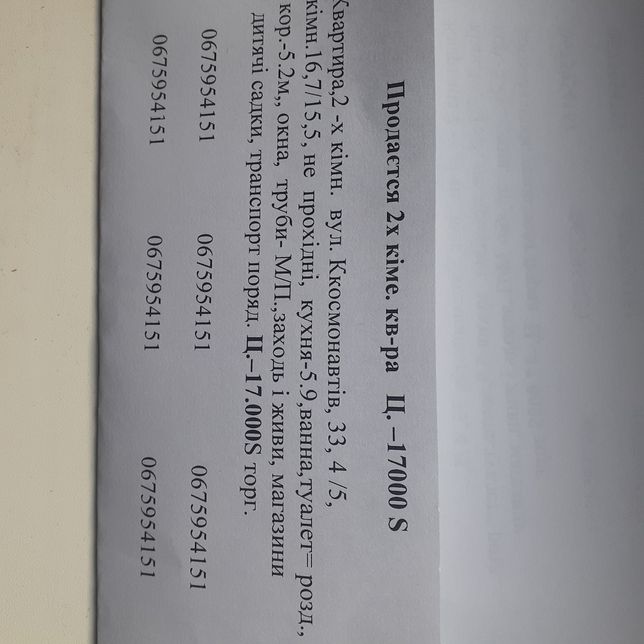 Продаєтся 2х кіме. кв-ра Ц. –17000 S
Квартира,2 -х кімн. вул. Ккосмонавтів, 33, 4 /5,
кімн.16,7/15,5, не прохідні, кухня-5.9,ванна,туалет= розд.,
кор.-5.2м,, окна, труби- М/П.,заходь і живи, магазини
дитячі садки, транспорт поряд. Ц.–17.000S торг.
0675954151 0675954151 0675954151
0675954151 0675954151 0675954151